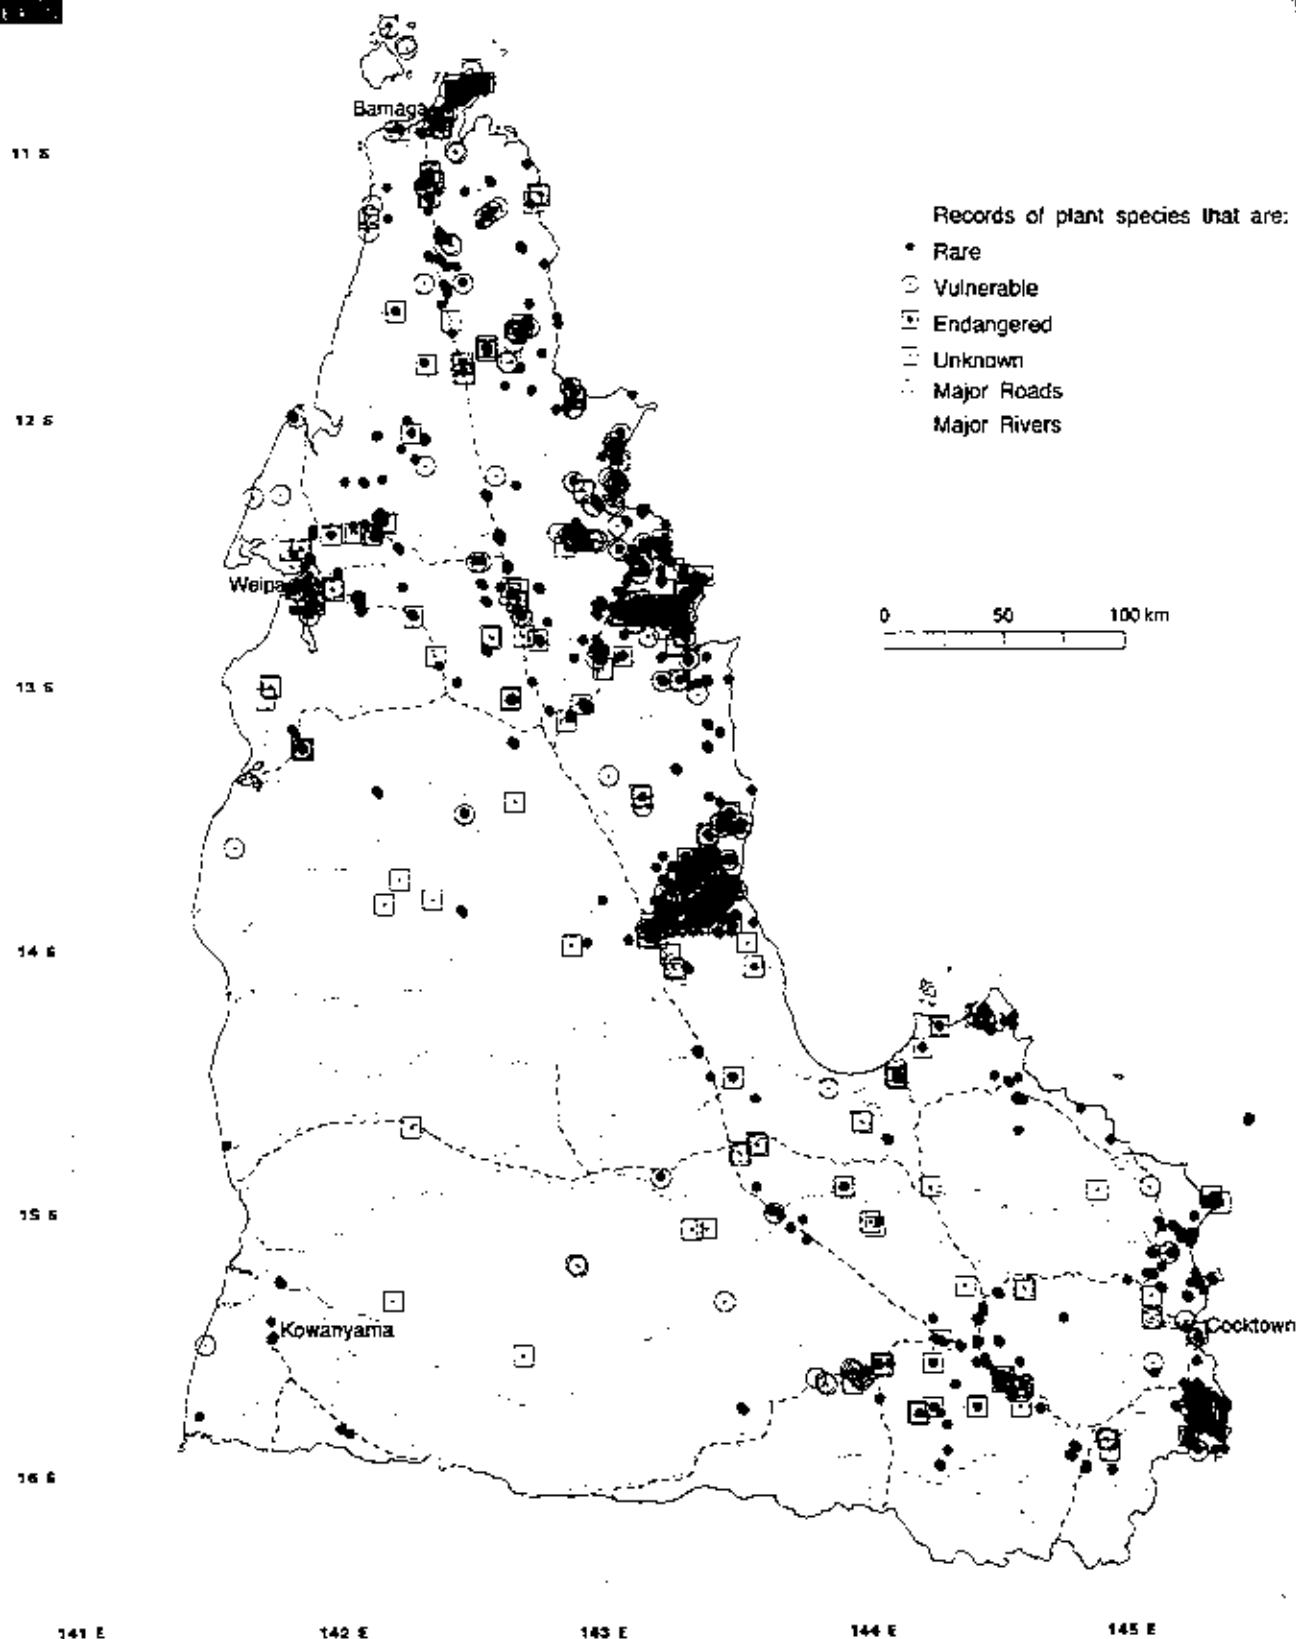 Bamaga
11 S
Records of plant species that are:
Rare
Vulnerable
Endangered
Unknown
Major Roads
Major Rivers
12 S
Weipa
0 50 100 km
13 S
14 S
15 S
Kowanyama
Cooktown
16 S
141 E 142 E 143 E 144 E 145 E